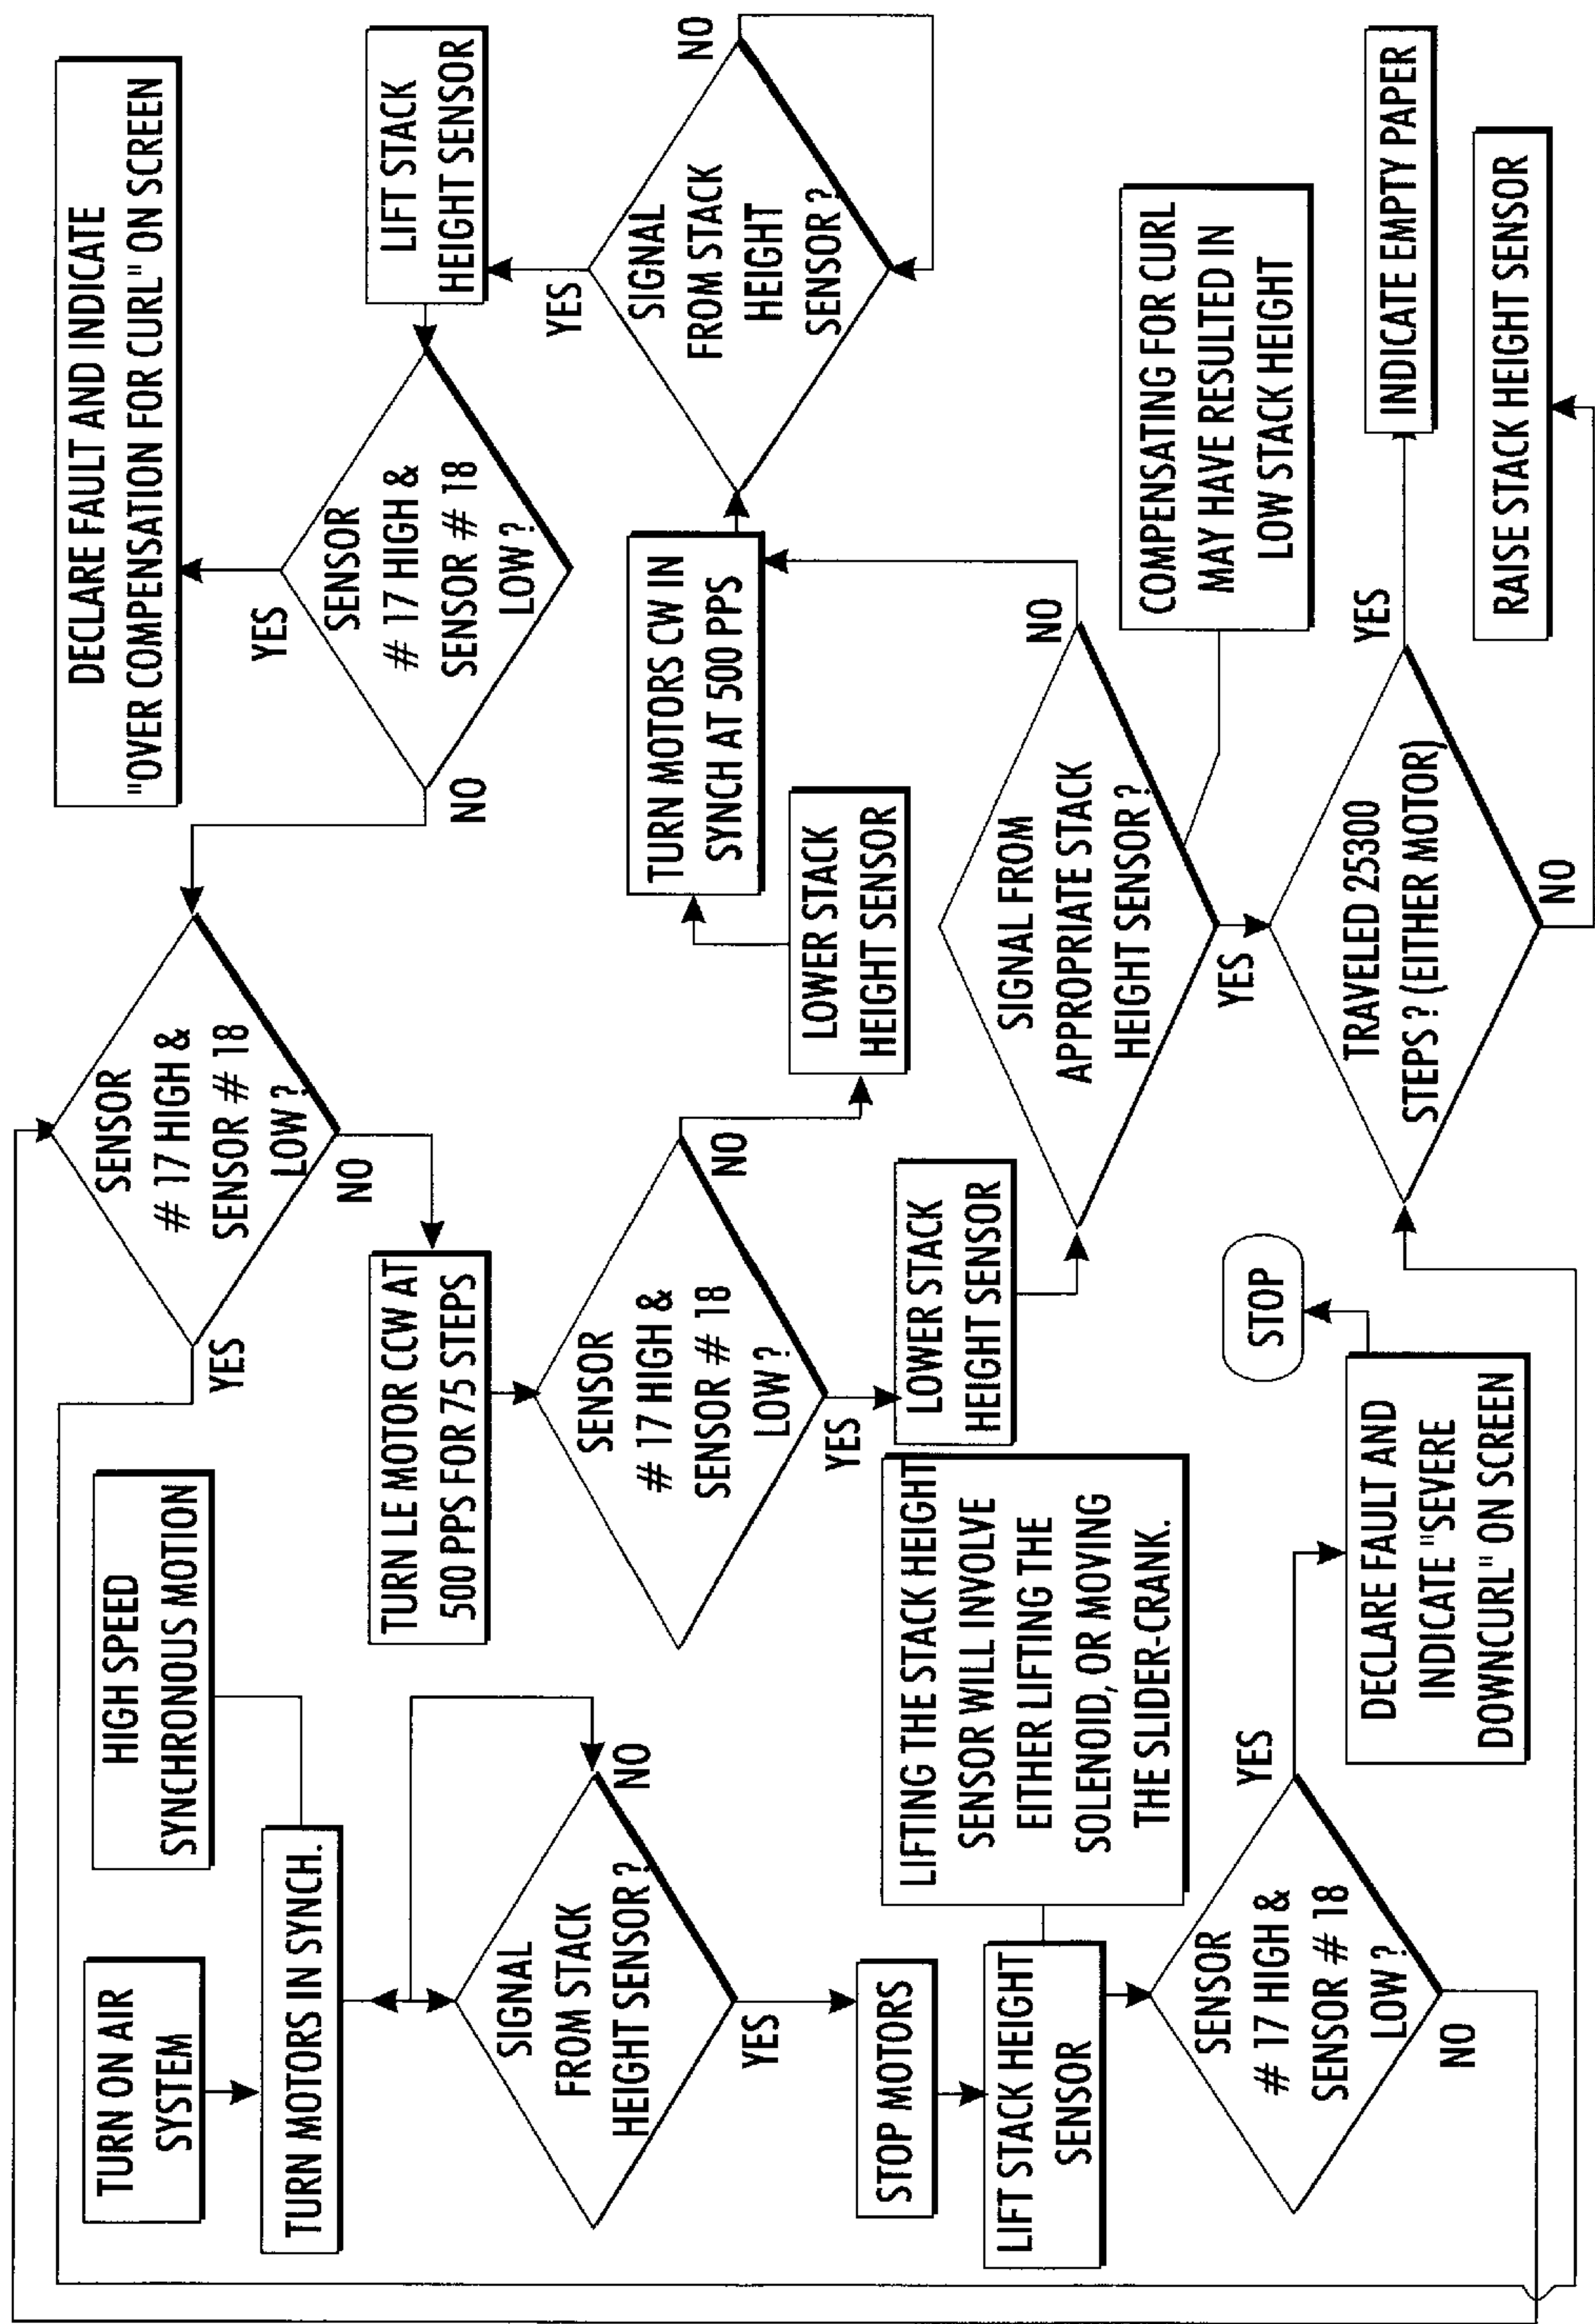 TURN ON AIR
SYSTEM
HIGH SPEED
SYNCHRONOUS MOTION
TURN MOTORS IN SYNCH.
SIGNAL
FROM STACK
HEIGHT SENSOR ?
NO
YES
STOP MOTORS
LIFT STACK HEIGHT
SENSOR
LIFTING THE STACK HEIGHT
SENSOR WILL INVOLVE
EITHER LIFTING THE
SOLENOID, OR MOVING
THE SLIDER-CRANK.
SENSOR
# 17 HIGH &
SENSOR # 18
LOW ?
YES
NO
DECLARE FAULT AND
INDICATE "SEVERE
DOWNCURL" ON SCREEN
STOP
SENSOR
# 17 HIGH &
SENSOR # 18
LOW ?
YES
NO
TURN LE MOTOR CCW AT
500 PPS FOR 75 STEPS
SENSOR
# 17 HIGH &
SENSOR # 18
LOW ?
NO
YES
LOWER STACK
HEIGHT SENSOR
LOWER STACK
HEIGHT SENSOR
SIGNAL FROM
APPROPRIATE STACK
HEIGHT SENSOR ?
NO
YES
TRAVELED 25300
STEPS ? (EITHER MOTOR)
YES
NO
DECLARE FAULT AND INDICATE
"OVER COMPENSATION FOR CURL" ON SCREEN
YES
SENSOR
# 17 HIGH &
SENSOR # 18
LOW ?
NO
LIFT STACK
HEIGHT SENSOR
YES
SIGNAL
FROM STACK
HEIGHT
SENSOR ?
NO
TURN MOTORS CW IN
SYNCH AT 500 PPS
COMPENSATING FOR CURL
MAY HAVE RESULTED IN
LOW STACK HEIGHT
INDICATE EMPTY PAPER
RAISE STACK HEIGHT SENSOR